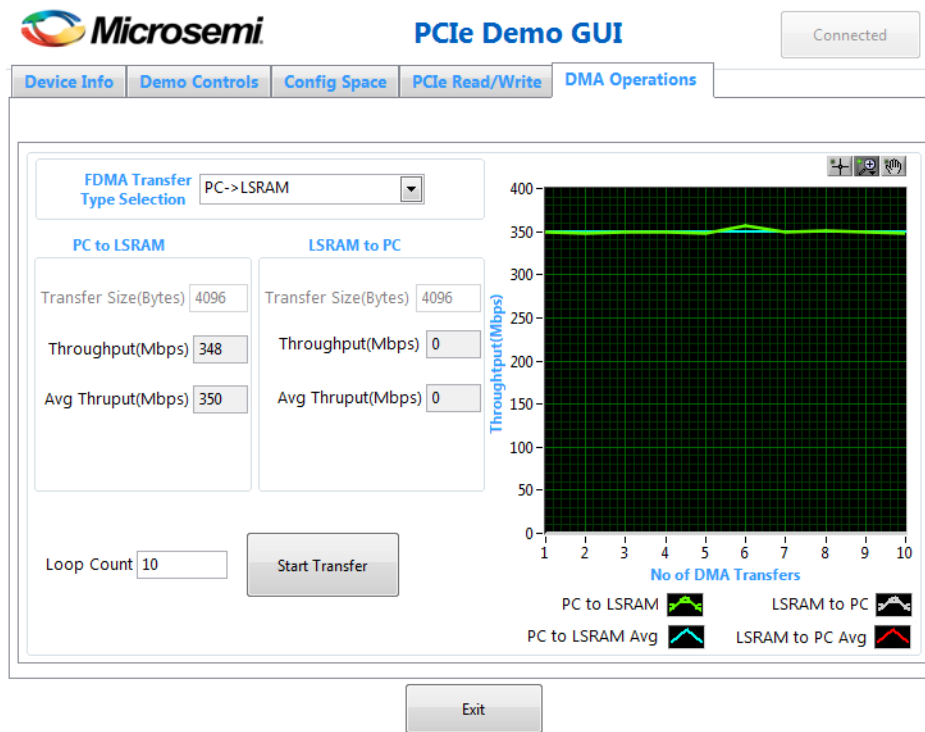 Microsemi.
PCIe Demo GUI
Connected
Device Info
Demo Controls
Config Space
PCIe Read/Write
DMA Operations
FDMA Transfer
Type Selection
PC->LSRAM
PC to LSRAM
LSRAM to PC
Transfer Size(Bytes) 4096
Transfer Size(Bytes) 4096
Throughput(Mbps) 348
Throughput(Mbps) 0
Avg Thruput(Mbps) 350
Avg Thruput(Mbps) 0
Loop Count 10
Start Transfer
Throughtput(Mbps)
400
350
300
250
200
150
100
50
0
1 2 3 4 5 6 7 8 9 10
No of DMA Transfers
PC to LSRAM
LSRAM to PC
PC to LSRAM Avg
LSRAM to PC Avg
Exit